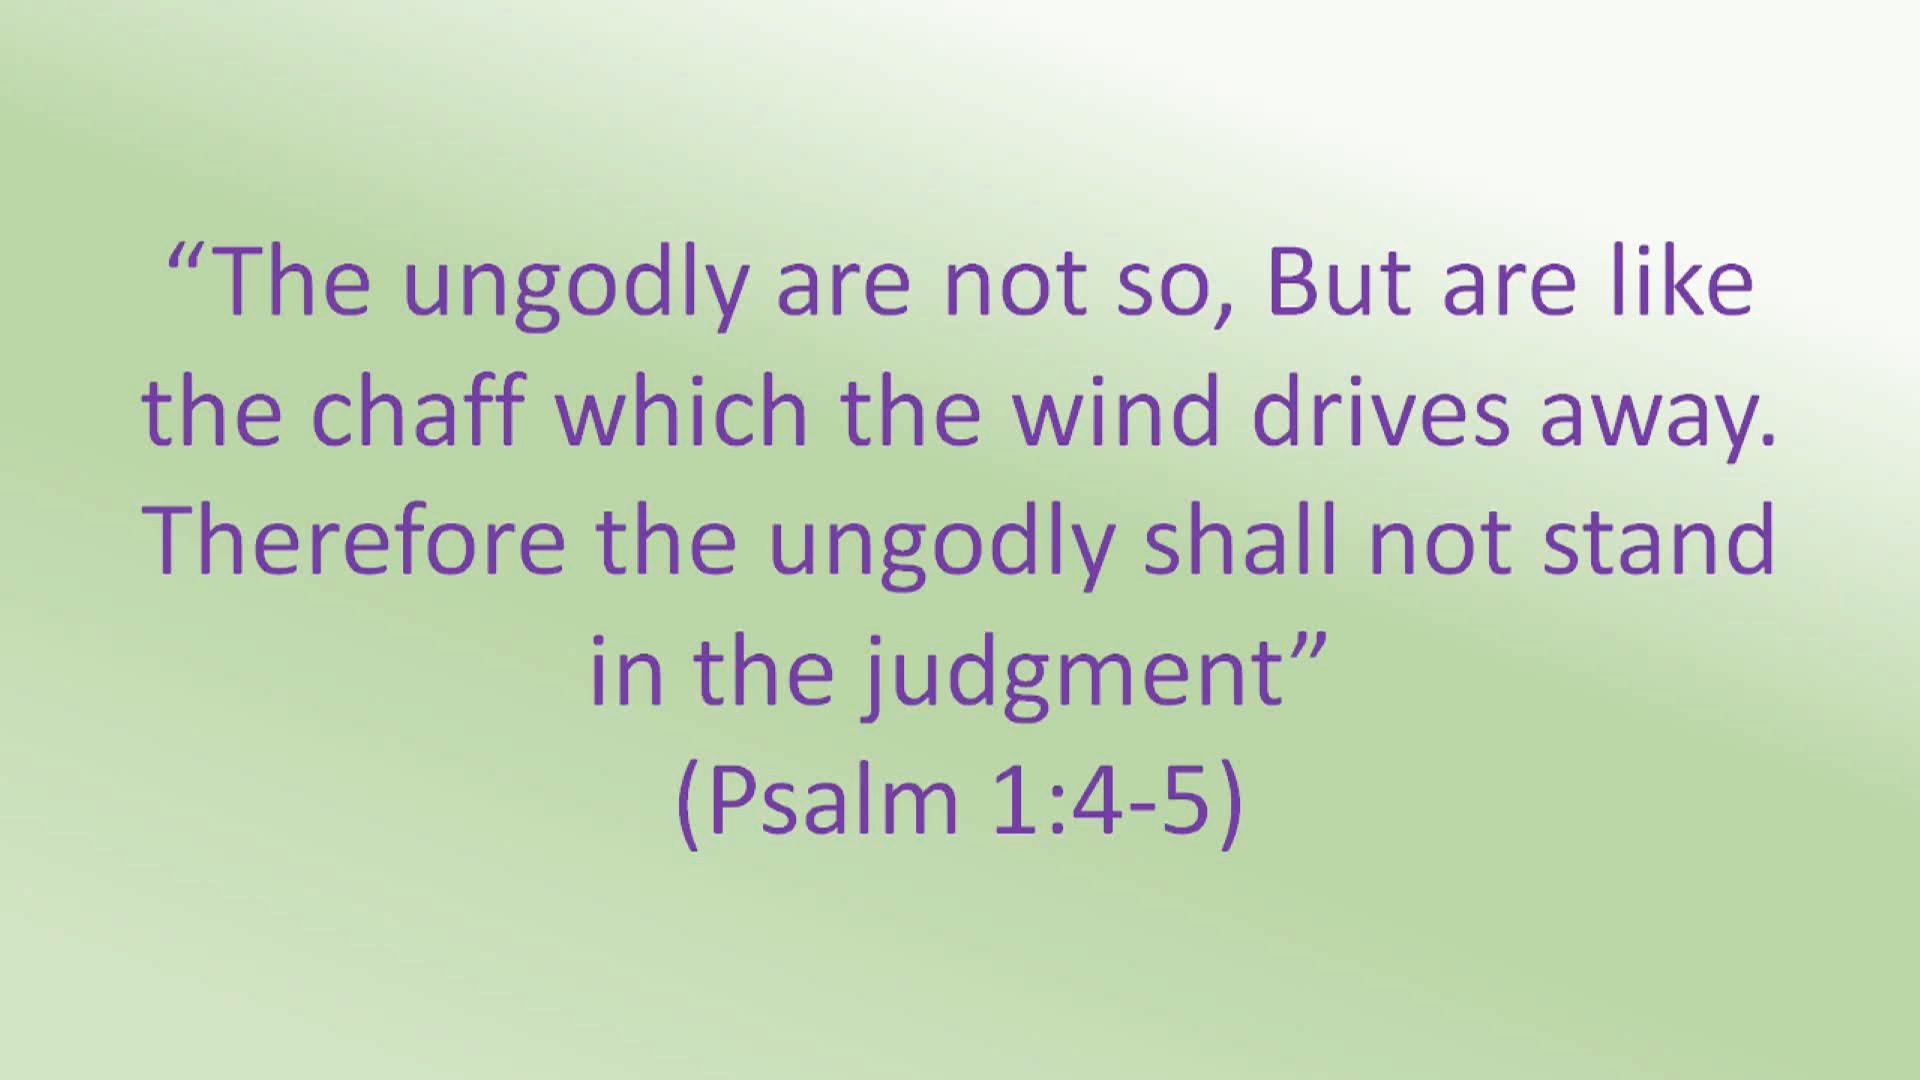 “The ungodly are not so, But are like
the chaff which the wind drives away.
Therefore the ungodly shall not stand
in the judgment”
(Psalm 1:4-5)